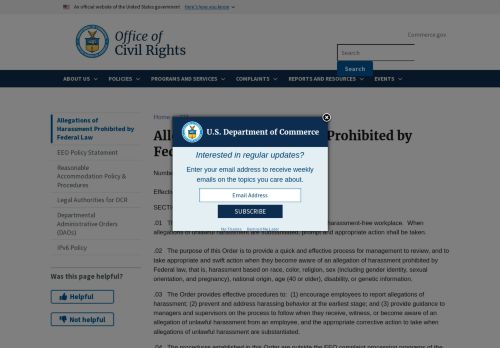 An official website of the United States government Here's how you know
Office of
Civil Rights
Commerce.gov
Search
Search
ABOUT US
POLICIES
PROGRAMS AND SERVICES
COMPLAINTS
REPORTS AND RESOURCES
EVENTS
Allegations of
Harassment Prohibited by
Federal Law
EEO Policy Statement
Reasonable
Accommodation Policy &
Procedures
Legal Authorities for OCR
Departmental
Administrative Orders
(DAOs)
IPv6 Policy
Was this page helpful?
Helpful
Not helpful
Home
Prohibited by
U.S. Department of Commerce
Interested in regular updates?
Enter your email address to receive weekly
emails on the topics you care about.
Email Address
SUBSCRIBE
No Thanks Remind Me Later
.01 harassment-free workplace. When
allegations of unlawful harassment are substantiated, prompt and appropriate action shall be taken.
.02 The purpose of this Order is to provide a quick and effective process for management to review, and to
take appropriate and swift action when they become aware of an allegation of harassment prohibited by
Federal law, that is, harassment based on race, color, religion, sex (including gender identity, sexual
orientation, and pregnancy), national origin, age (40 or older), disability, or genetic information.
.03 The Order provides effective procedures to: (1) encourage employees to report allegations of
harassment; (2) prevent and address harassing behavior at the earliest stage; and (3) provide guidance to
managers and supervisors on the process to follow when they receive, witness, or become aware of an
allegation of unlawful harassment from an employee, and the appropriate corrective action to take when
allegations of unlawful harassment are substantiated.
.04 The procedures established in this Order are outside the EEO complaint processing programs of the